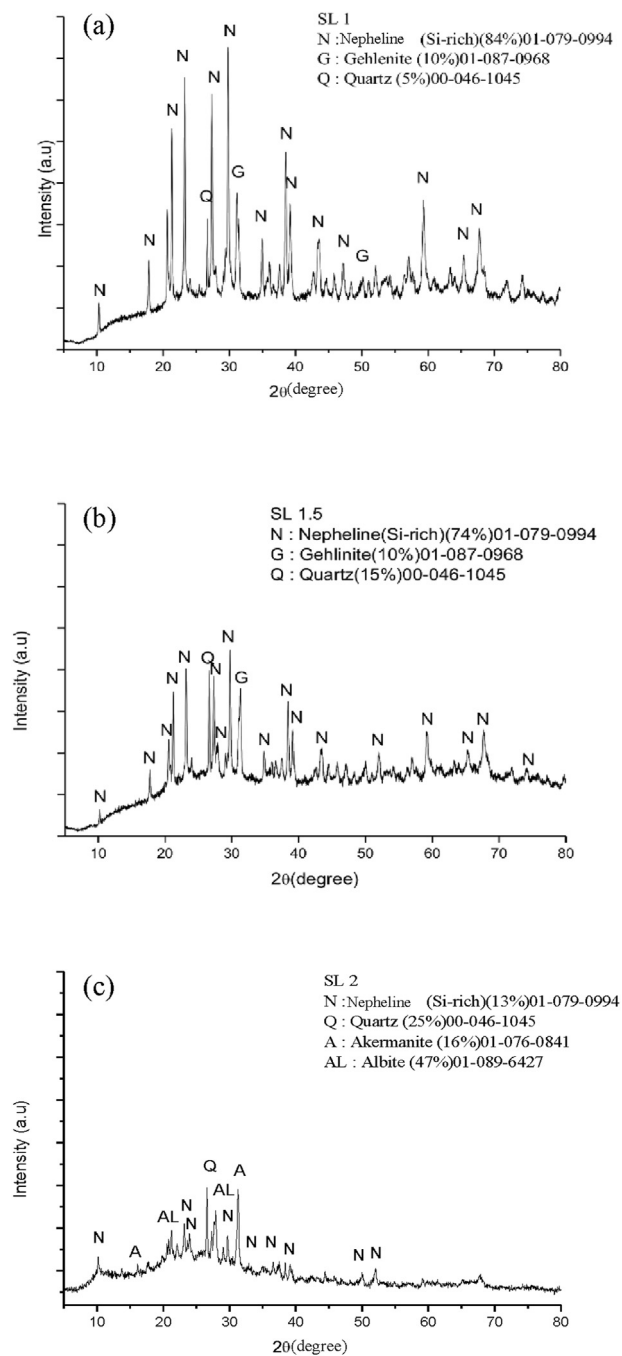 (a)
SL 1
N :Nepheline (Si-rich)(84%)01-079-0994
G : Gehlenite (10%)01-087-0968
Q : Quartz (5%)00-046-1045
N
N
N
N
N
Q
N
G
N
N
N
N
N
G
N
N
N
Intensity (a.u)
10 20 30 40 50 60 70 80
2θ(degree)
(b)
SL 1.5
N : Nepheline(Si-rich)(74%)01-079-0994
G : Gehlinite(10%)01-087-0968
Q : Quartz(15%)00-046-1045
N
N
N
N
N
Q
N
N
N
G
N
N
N
N
N
N
N
N
N
Intensity (a.u)
10 20 30 40 50 60 70 80
2θ(degree)
(c)
SL 2
N :Nepheline (Si-rich)(13%)01-079-0994
Q : Quartz (25%)00-046-1045
A : Akermanite (16%)01-076-0841
AL : Albite (47%)01-089-6427
N
A
AL
N
N
Q
AL
N
A
N
N
N
N
N
Intensity (a.u)
10 20 30 40 50 60 70 80
2θ(degree)